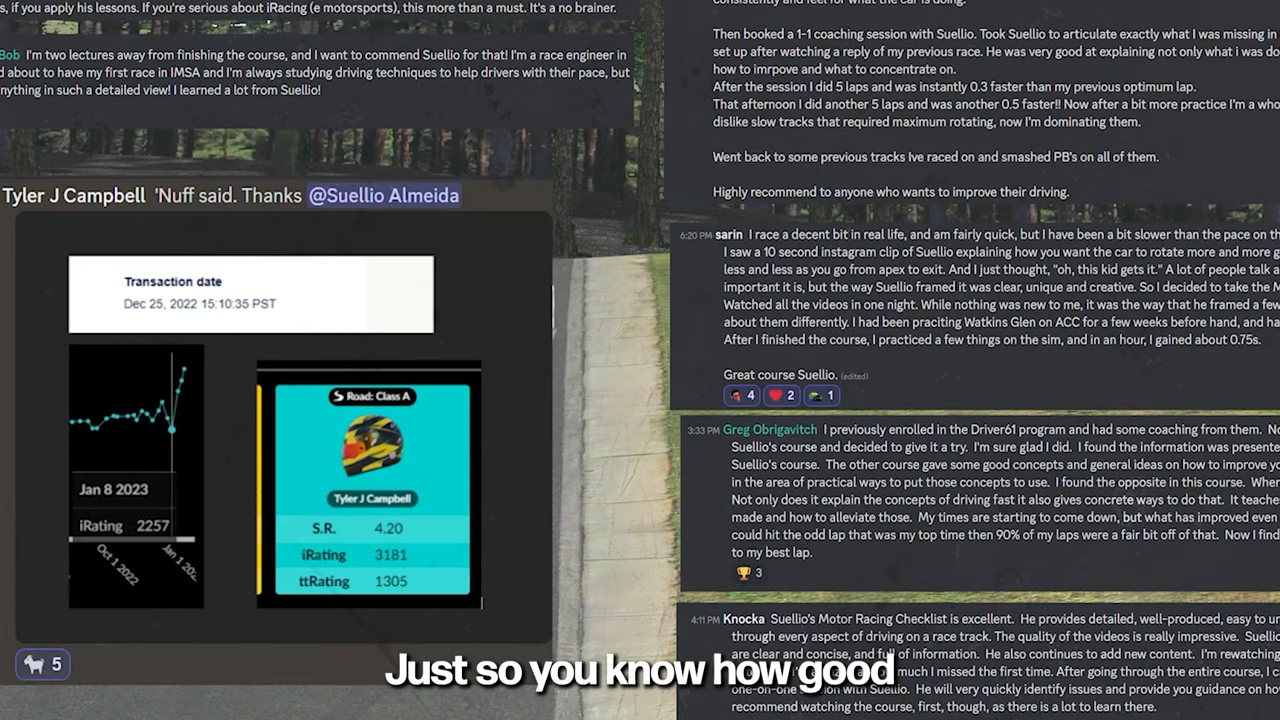 s, if you apply his lessons. If you're serious about iRacing (e motorsports), this more than a must. It's a no brainer.
Bob I'm two lectures away from finishing the course, and I want to commend Suellio for that! I'm a race engineer in
d about to have my first race in IMSA and I'm always studying driving techniques to help drivers with their pace, but
nything in such a detailed view! I learned a lot from Suellio!
Tyler J Campbell 'Nuff said. Thanks @Suellio Almeida
Transaction date
Dec 25, 2022 15:10:35 PST
Jan 8 2023
iRating 2257
Oct 1 2022
Jan 1 202
Road: Class A
Tyler J Campbell
S.R. 4.20
iRating 3181
ttRating 1305
5
consistently and feel for what the car is doing.
Then booked a 1-1 coaching session with Suellio. Took Suellio to articulate exactly what I was missing in
set up after watching a reply of my previous race. He was very good at explaining not only what i was do
how to imrpove and what to concentrate on.
After the session I did 5 laps and was instantly 0.3 faster than my previous optimum lap.
That afternoon I did another 5 laps and was another 0.5 faster!! Now after a bit more practice I'm a who
dislike slow tracks that required maximum rotating, now I'm dominating them.
Went back to some previous tracks Ive raced on and smashed PB's on all of them.
Highly recommend to anyone who wants to improve their driving.
6:20 PM sarin I race a decent bit in real life, and am fairly quick, but I have been a bit slower than the pace on th
I saw a 10 second instagram clip of Suellio explaining how you want the car to rotate more and more g
less and less as you go from apex to exit. And I just thought, "oh, this kid gets it." A lot of people talk a
important it is, but the way Suellio framed it was clear, unique and creative. So I decided to take the M
Watched all the videos in one night. While nothing was new to me, it was the way that he framed a few
about them differently. I had been praciting Watkins Glen on ACC for a few weeks before hand, and ha
After I finished the course, I practiced a few things on the sim, and in an hour, I gained about 0.75s.
Great course Suellio. (edited)
4 2 1
3:33 PM Greg Obrigavitch I previously enrolled in the Driver61 program and had some coaching from them. No
Suellio's course and decided to give it a try. I'm sure glad I did. I found the information was presente
Suellio's course. The other course gave some good concepts and general ideas on how to improve yo
in the area of practical ways to put those concepts to use. I found the opposite in this course. Wher
Not only does it explain the concepts of driving fast it also gives concrete ways to do that. It teache
made and how to alleviate those. My times are starting to come down, but what has improved even
could hit the odd lap that was my top time then 90% of my laps were a fair bit off of that. Now I find
to my best lap.
3
4:11 PM Knocka Suellio's Motor Racing Checklist is excellent. He provides detailed, well-produced, easy to un
through every aspect of driving on a race track. The quality of the videos is really impressive. Suellio
are clear and concise, and full of information. He also continues to add new content. I'm rewatching
much I missed the first time. After going through the entire course, I c
one-on-one session with Suellio. He will very quickly identify issues and provide you guidance on ho
recommend watching the course, first, though, as there is a lot to learn there.
Just so you know how good